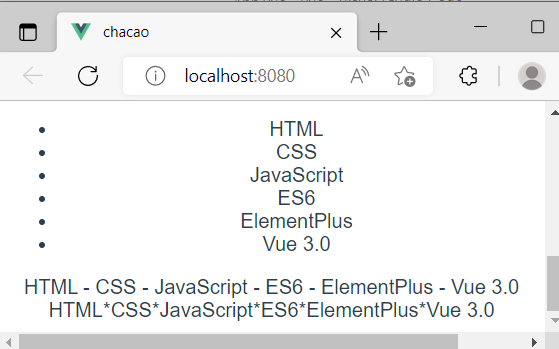 chacao
localhost:8080
HTML
CSS
JavaScript
ES6
ElementPlus
Vue 3.0
HTML - CSS - JavaScript - ES6 - ElementPlus - Vue 3.0
HTML*CSS*JavaScript*ES6*ElementPlus*Vue 3.0